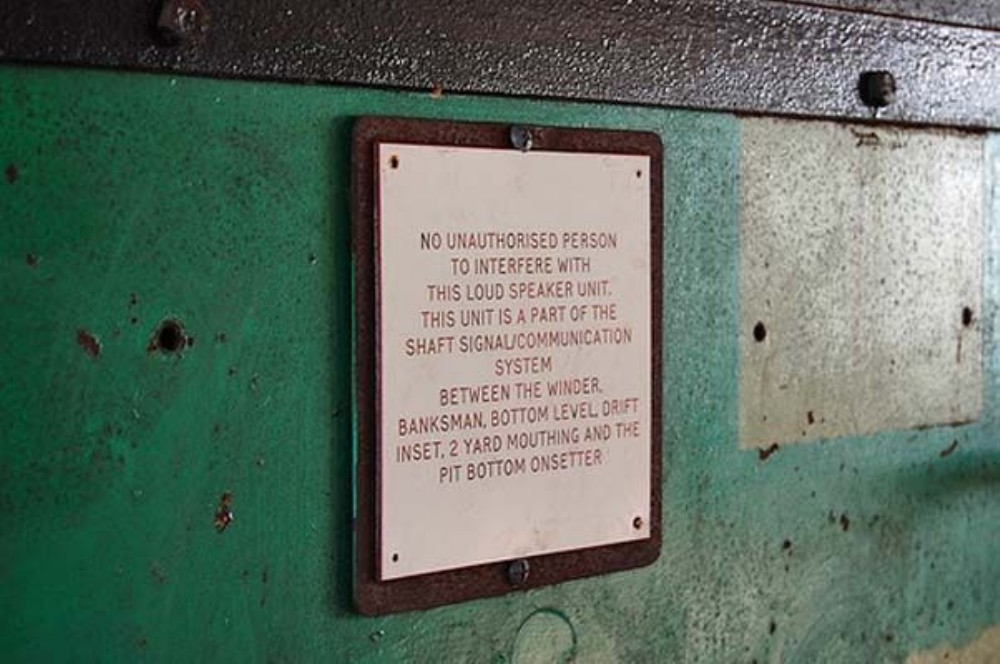 NO UNAUTHORISED PERSON
TO INTERFERE WITH
THIS LOUD SPEAKER UNIT.
THIS UNIT IS A PART OF THE
SHAFT SIGNAL/COMMUNICATION
SYSTEM
BETWEEN THE WINDER,
BANKSMAN, BOTTOM LEVEL, DRIFT
INSET, 2 YARD MOUTHING AND THE
PIT BOTTOM ONSETTER